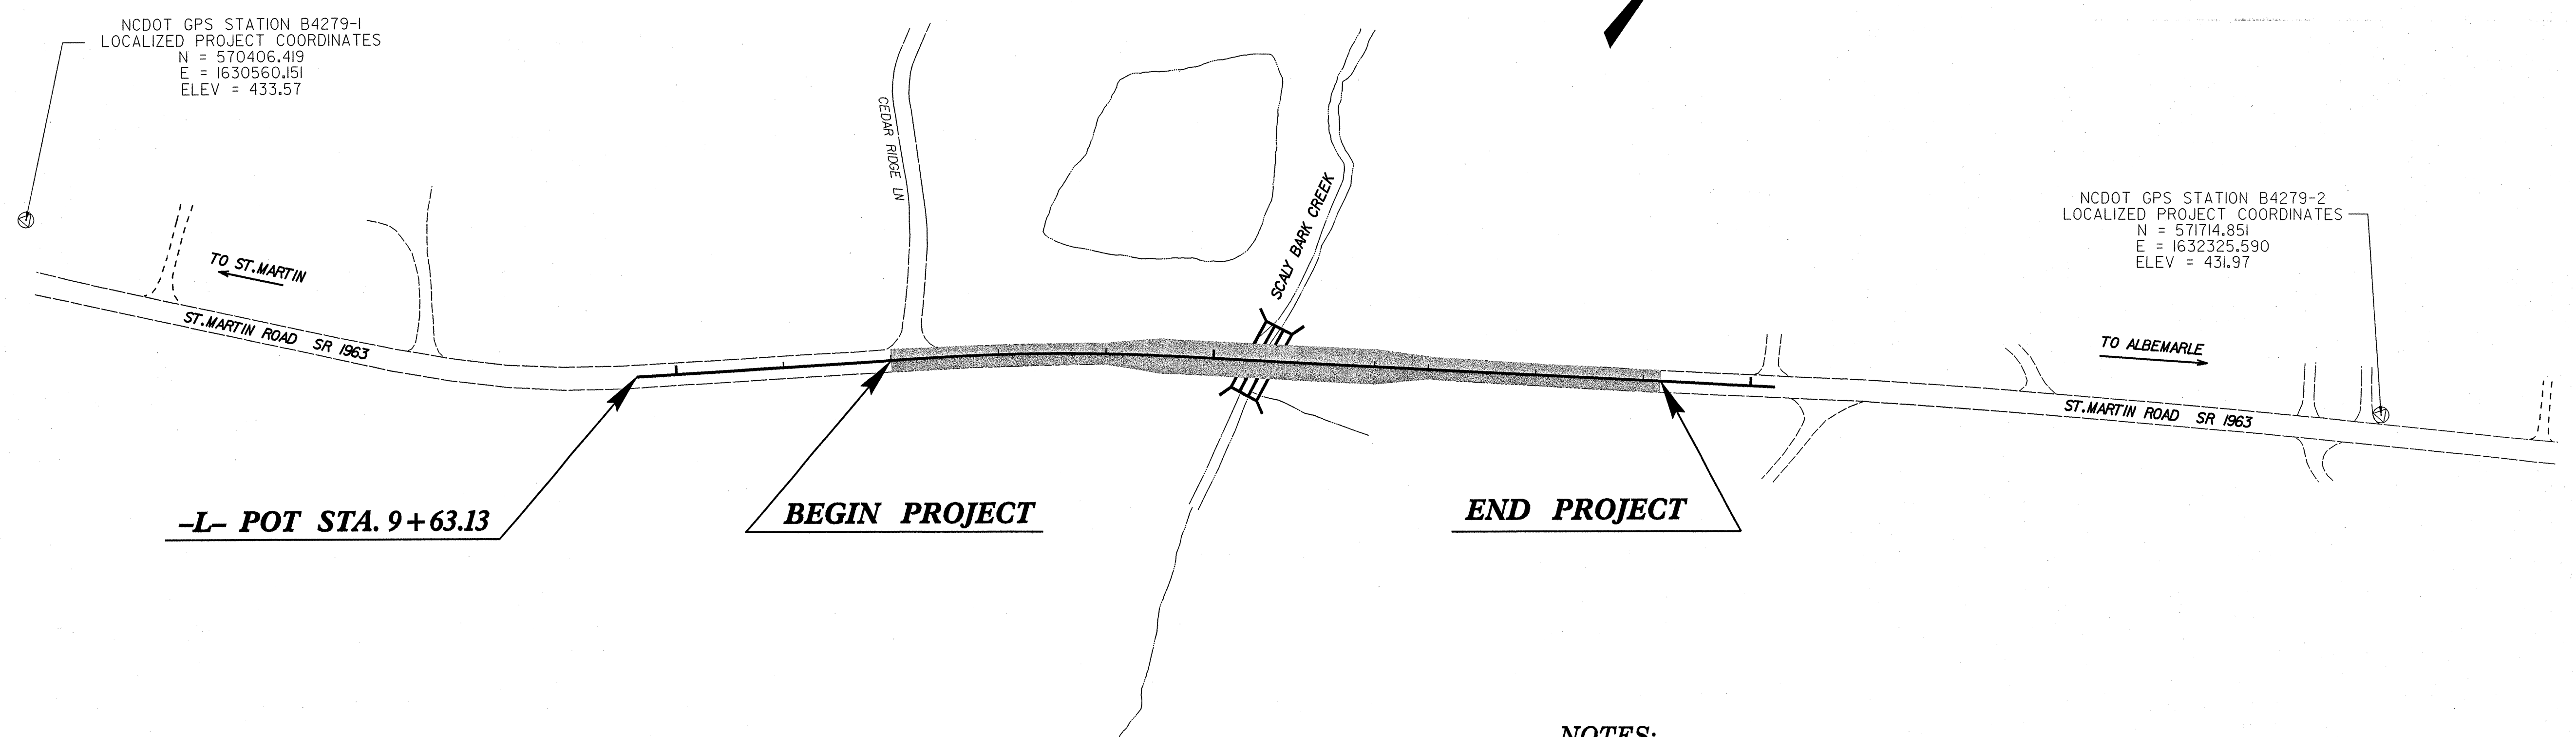 NCDOT GPS STATION B4279-1
LOCALIZED PROJECT COORDINATES
N = 570406.419
E = 1630560.151
ELEV = 433.57
CEDAR RIDGE LN
SCALY BARK CREEK
NCDOT GPS STATION B4279-2
LOCALIZED PROJECT COORDINATES
N = 571714.851
E = 1632325.590
ELEV = 431.97
TO ST.MARTIN
ST.MARTIN ROAD SR 1963
TO ALBEMARLE
ST.MARTIN ROAD SR 1963
-L- POT STA. 9+63.13
BEGIN PROJECT
END PROJECT
NOTES: